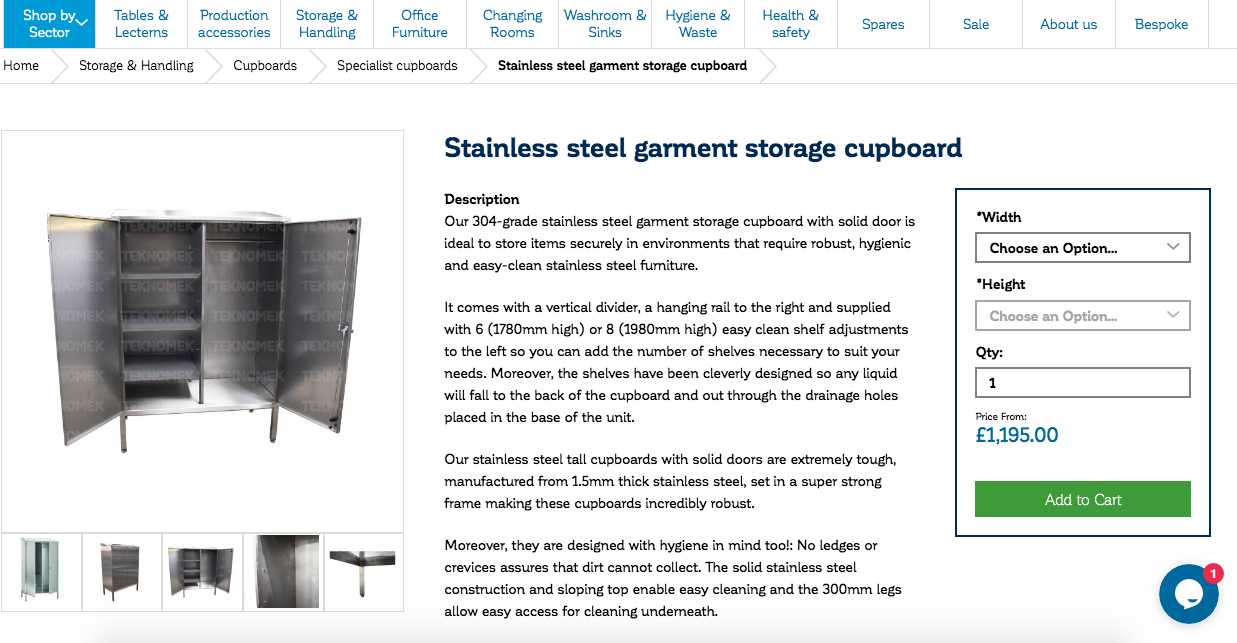 Shop by
Sector
Tables &
Lecterns
Production
accessories
Storage &
Handling
Office
Furniture
Changing
Rooms
Washroom &
Sinks
Hygiene &
Waste
Health &
safety
Spares
Sale
About us
Bespoke
Home
Storage & Handling
Cupboards
Specialist cupboards
Stainless steel garment storage cupboard
TEKNOMEK
Stainless steel garment storage cupboard
Description
Our 304-grade stainless steel garment storage cupboard with solid door is
ideal to store items securely in environments that require robust, hygienic
and easy-clean stainless steel furniture.
It comes with a vertical divider, a hanging rail to the right and supplied
with 6 (1780mm high) or 8 (1980mm high) easy clean shelf adjustments
to the left so you can add the number of shelves necessary to suit your
needs. Moreover, the shelves have been cleverly designed so any liquid
will fall to the back of the cupboard and out through the drainage holes
placed in the base of the unit.
Our stainless steel tall cupboards with solid doors are extremely tough,
manufactured from 1.5mm thick stainless steel, set in a super strong
frame making these cupboards incredibly robust.
Moreover, they are designed with hygiene in mind too!: No ledges or
crevices assures that dirt cannot collect. The solid stainless steel
construction and sloping top enable easy cleaning and the 300mm legs
allow easy access for cleaning underneath.
*Width
Choose an Option...
*Height
Choose an Option...
Qty:
1
Price From:
£1,195.00
Add to Cart
1